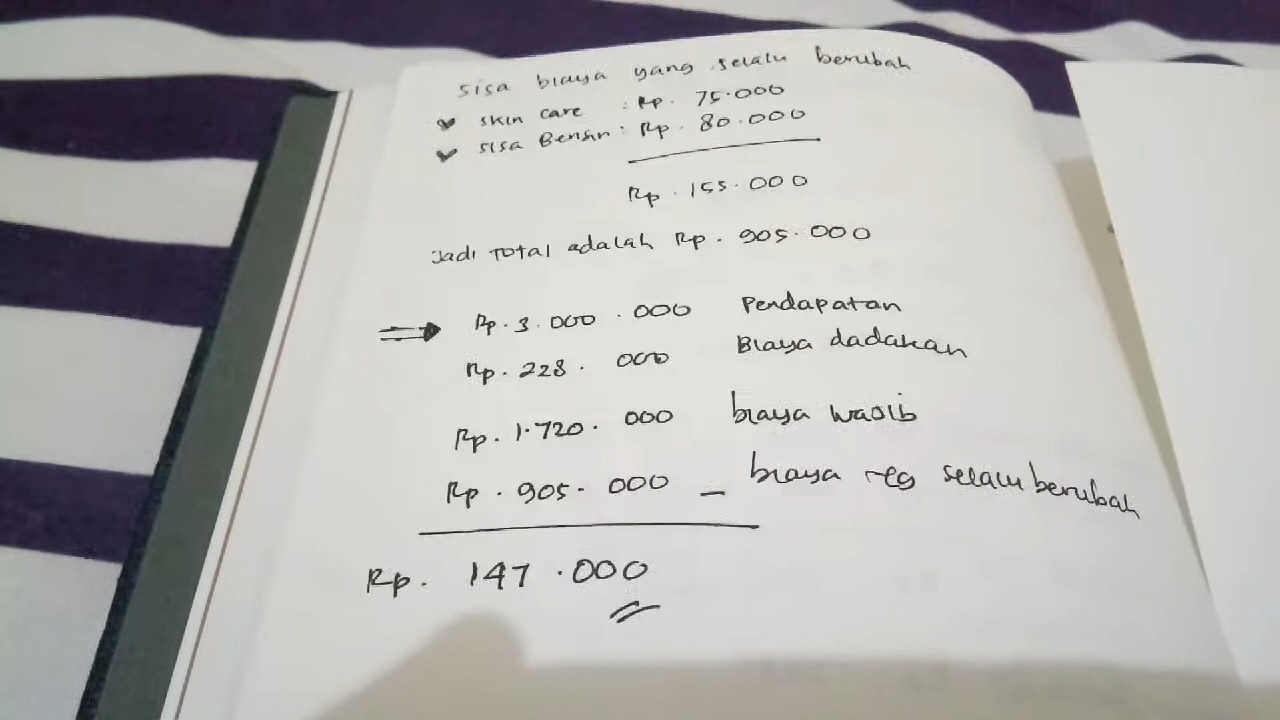 Sisa biaya yang selalu berubah
skin care : Rp. 75.000
sisa Bensin : Rp. 80.000
Rp. 155.000
Jadi Total adalah Rp. 905.000
Rp. 3.000.000 Pendapatan
Rp. 228.000 Biaya dadakan
Rp. 1.720.000 biaya wajib
Rp. 905.000 _ biaya yg selalu berubah
Rp. 147.000